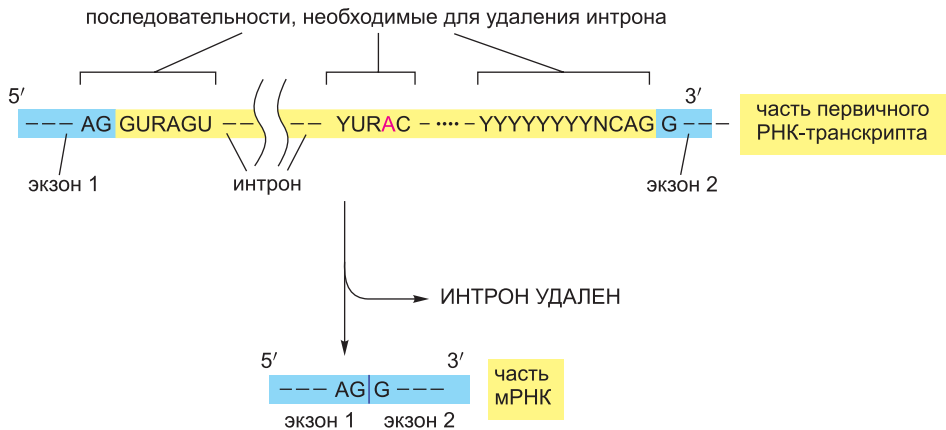 последовательности, необходимые для удаления интрона
5′ 3′
– – – AG GURAGU – – – – YURAC – ···· – YYYYYYYYNCAG G – – –
часть первичного
РНК-транскрипта
экзон 1 интрон экзон 2
ИНТРОН УДАЛЕН
5′ 3′
– – – AG G – – –
часть
мРНК
экзон 1 экзон 2